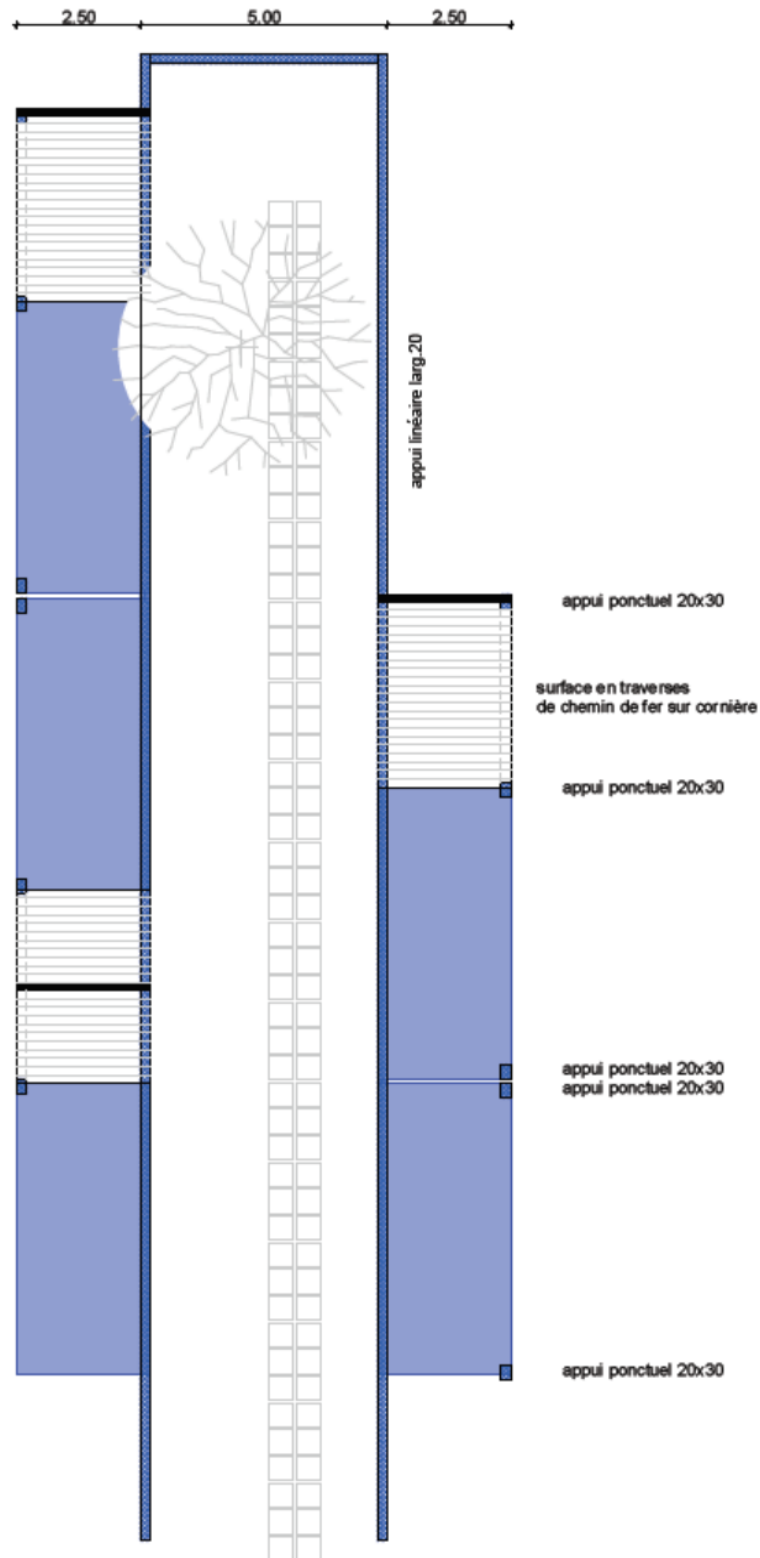 2.50 5.00 2.50
appui linéaire larg.20
appui ponctuel 20x30
surface en traverses
de chemin de fer sur cornière
appui ponctuel 20x30
appui ponctuel 20x30
appui ponctuel 20x30
appui ponctuel 20x30